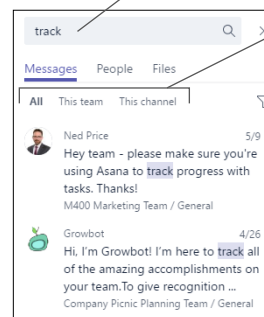 track
Messages People Files
All This team This channel
Ned Price 5/9
Hey team - please make sure you're
using Asana to track progress with
tasks. Thanks!
M400 Marketing Team / General
Growbot 4/26
Hi, I'm Growbot! I'm here to track all
of the amazing accomplishments on
your team.To give recognition ...
Company Picnic Planning Team / General